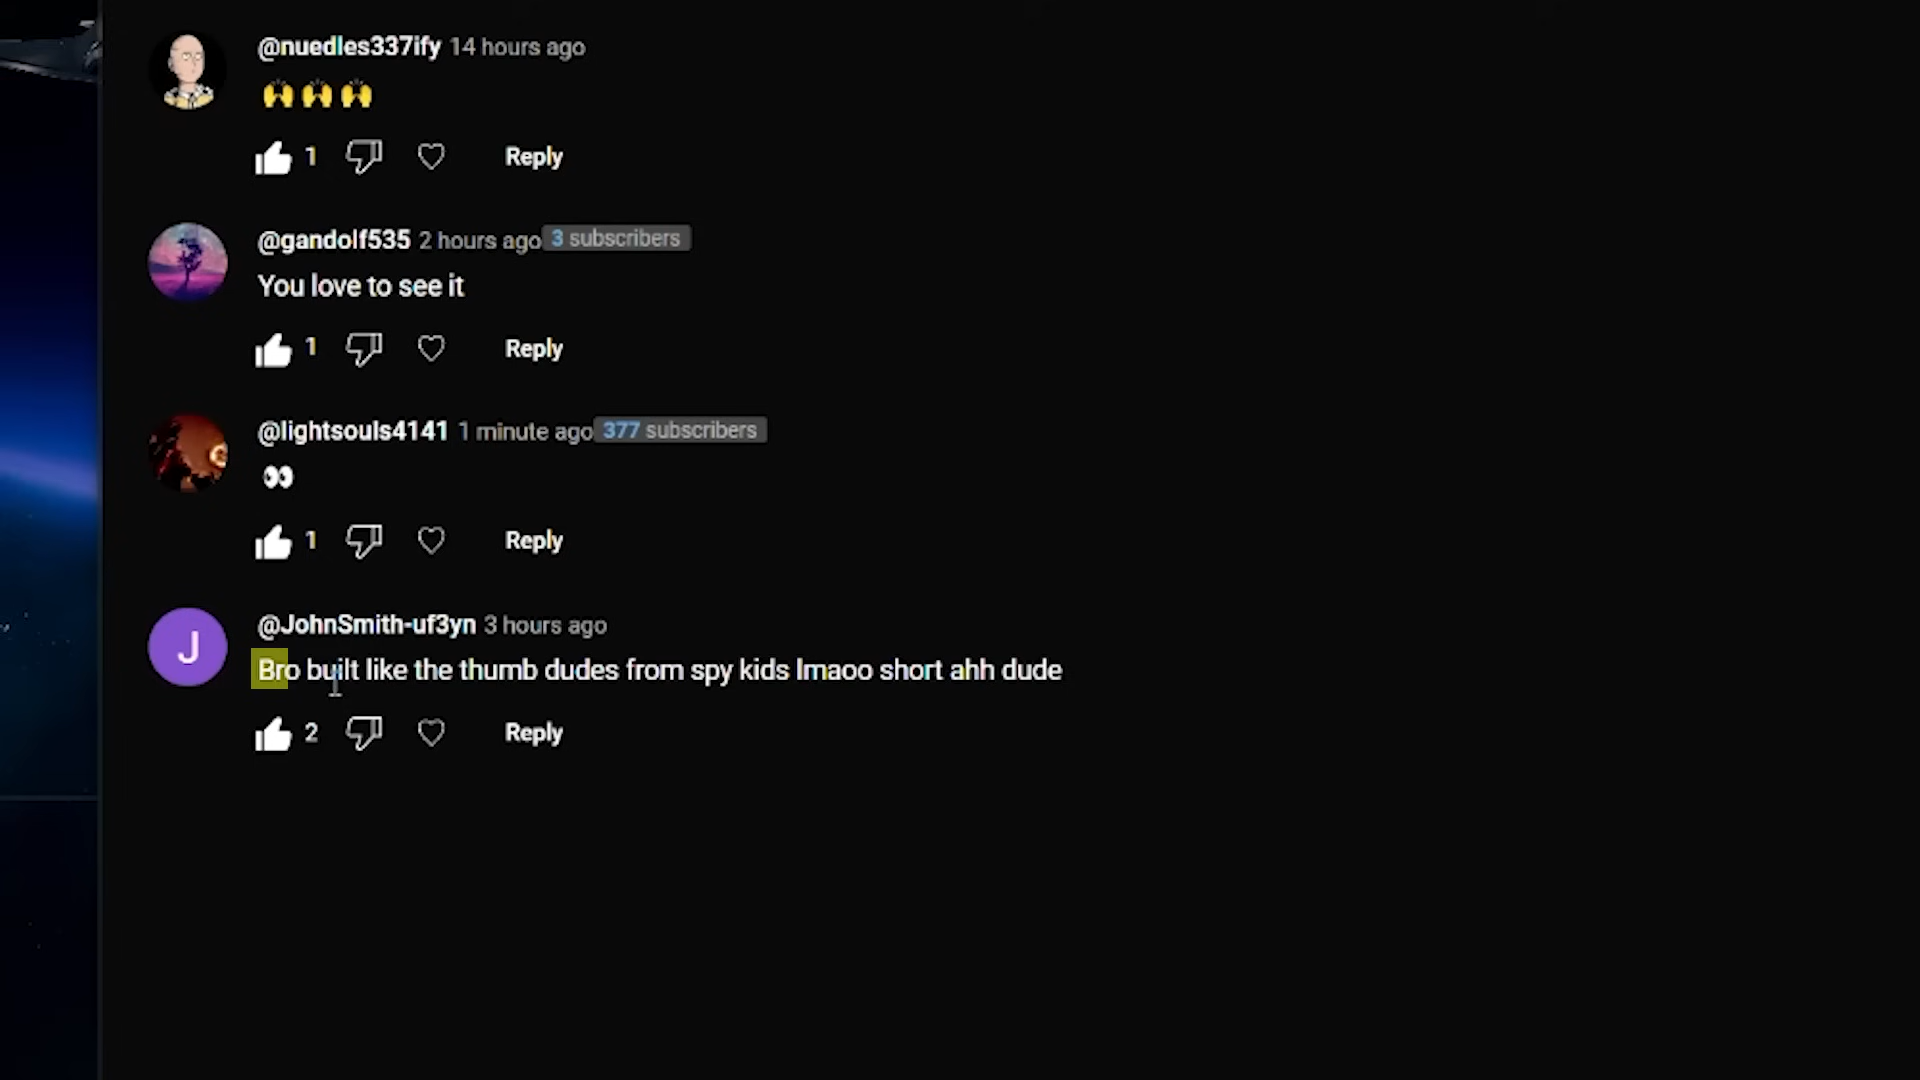 @nuedles337ify 14 hours ago
🙌🙌🙌
1 Reply
@gandolf535 2 hours ago 3 subscribers
You love to see it
1 Reply
@lightsouls4141 1 minute ago 377 subscribers
👀
1 Reply
J
@JohnSmith-uf3yn 3 hours ago
Bro built like the thumb dudes from spy kids lmaoo short ahh dude
2 Reply